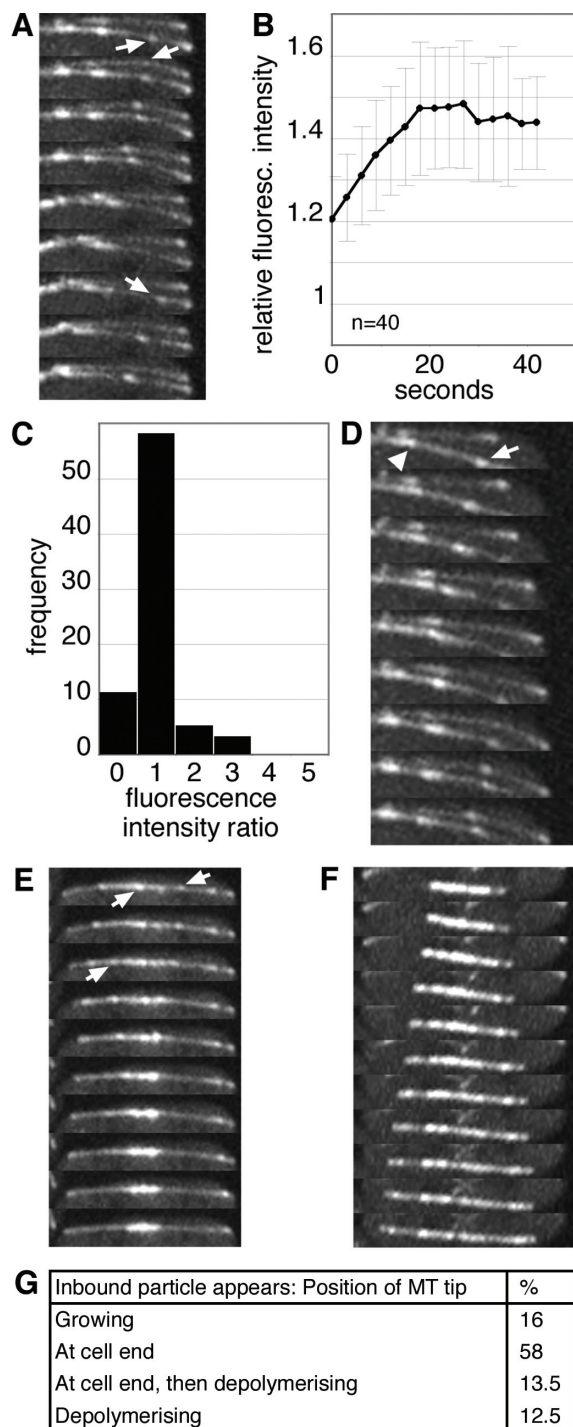 A
B
relative fluoresc. intensity
1.6
1.4
1.2
1
n=40
0 20 40
seconds
C
frequency
50
40
30
20
10
0
0 1 2 3 4 5
fluorescence
intensity ratio
D
E
F
G
Inbound particle appears: Position of MT tip %
Growing 16
At cell end 58
At cell end, then depolymerising 13.5
Depolymerising 12.5